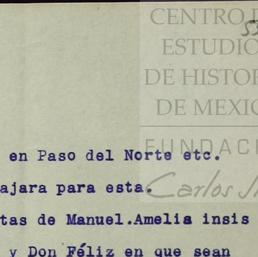 CENTRO
ESTUDIO
DE HISTOR
DE MEXIC
FUNDACI
en Paso del Norte etc.
ajara para esta.
Carlos
tas de Manuel.Amelia insis
y Don Féliz en que sean